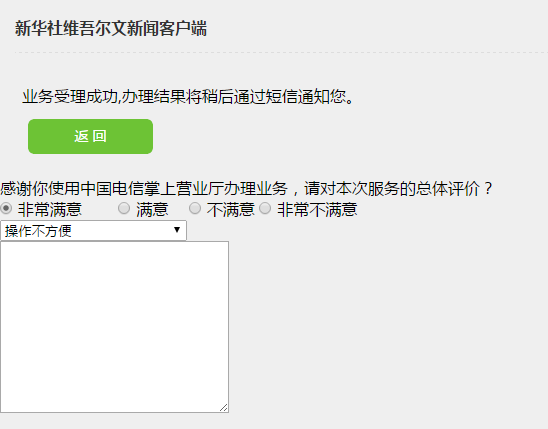 新华社维吾尔文新闻客户端
业务受理成功,办理结果将稍后通过短信通知您。
返 回
感谢你使用中国电信掌上营业厅办理业务，请对本次服务的总体评价？
非常满意 满意 不满意 非常不满意
操作不方便